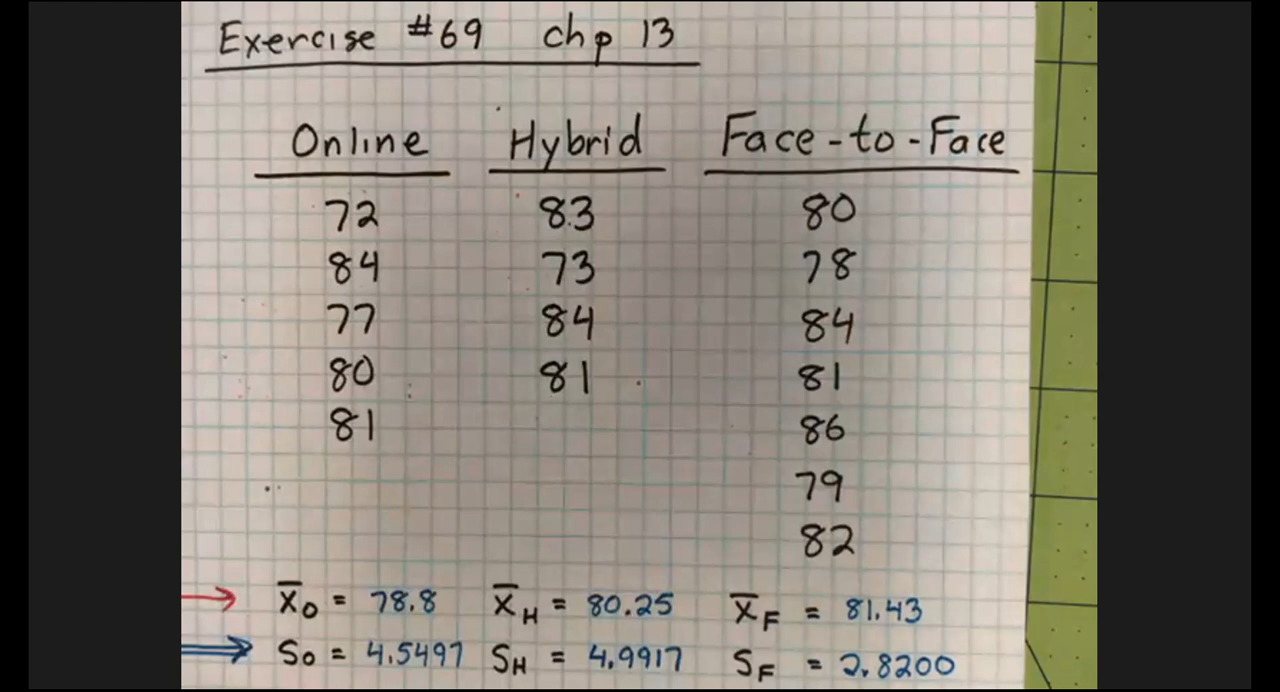 Exercise #69 chp 13
Online Hybrid Face-to-Face
72 83 80
84 73 78
77 84 84
80 81 81
81 86
79
82
x̄O = 78.8 x̄H = 80.25 x̄F = 81.43
SO = 4.5497 SH = 4.9917 SF = 2.8200